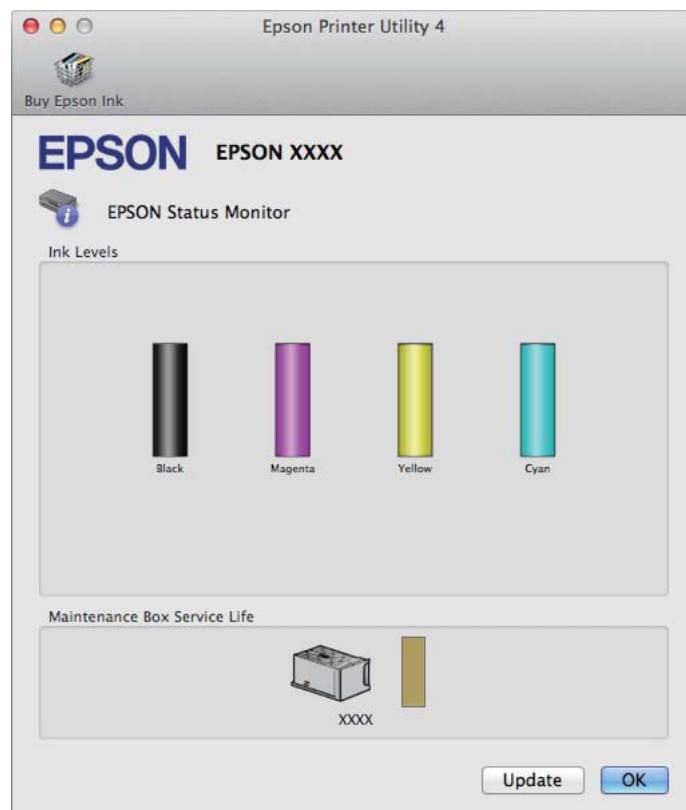 Epson Printer Utility 4
Buy Epson Ink
EPSON EPSON XXXX
EPSON Status Monitor
Ink Levels
Black Magenta Yellow Cyan
Maintenance Box Service Life
XXXX
Update OK